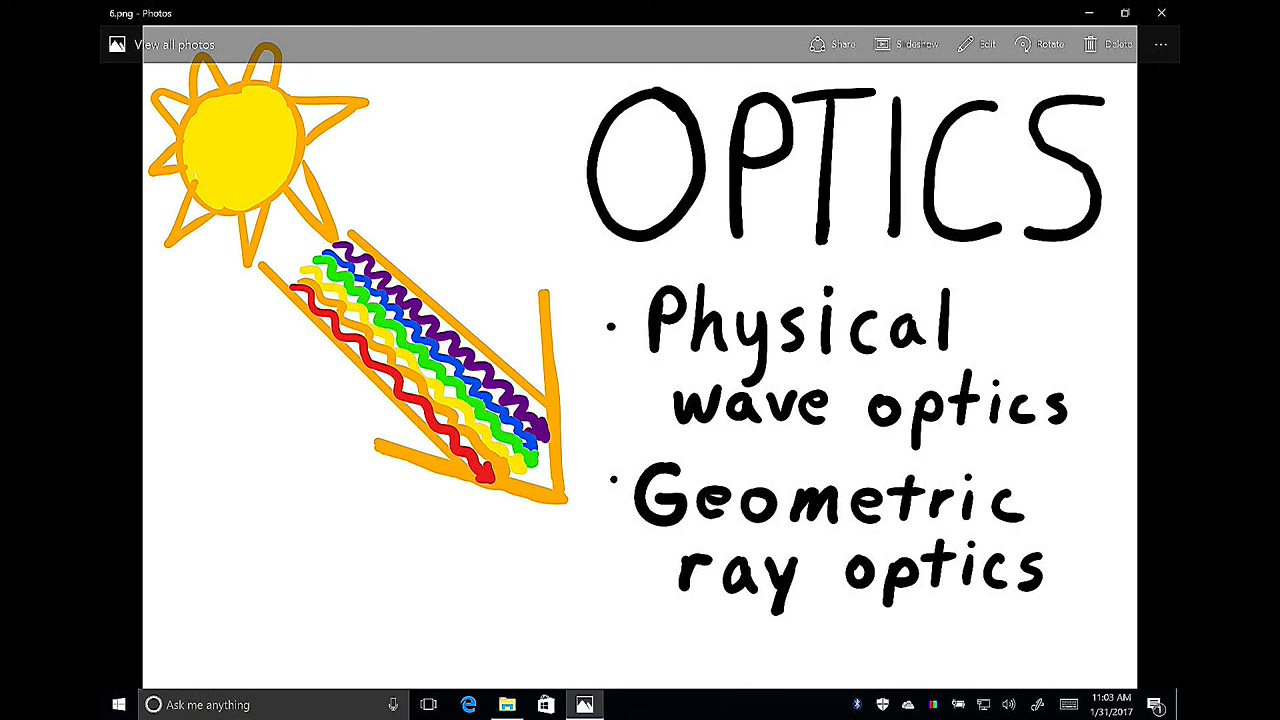 6.png - Photos
View all photos
Share
Slideshow
Edit
Rotate
Delete
OPTICS
· Physical
wave optics
· Geometric
ray optics
Ask me anything
11:03 AM
1/31/2017